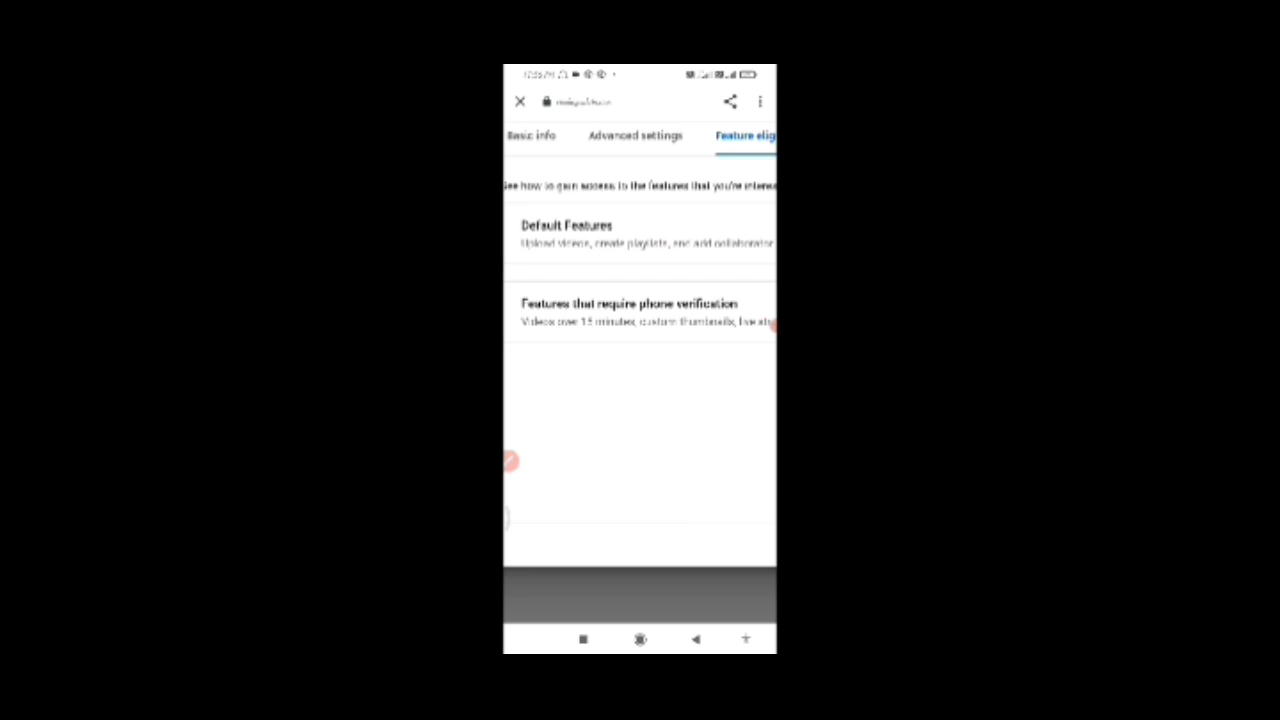 Basic info Advanced settings Feature elig
See how to gain access to the features that you're interes
Default Features
Upload videos, create playlists, and add collaborator
Features that require phone verification
Videos over 15 minutes, custom thumbnails, live str